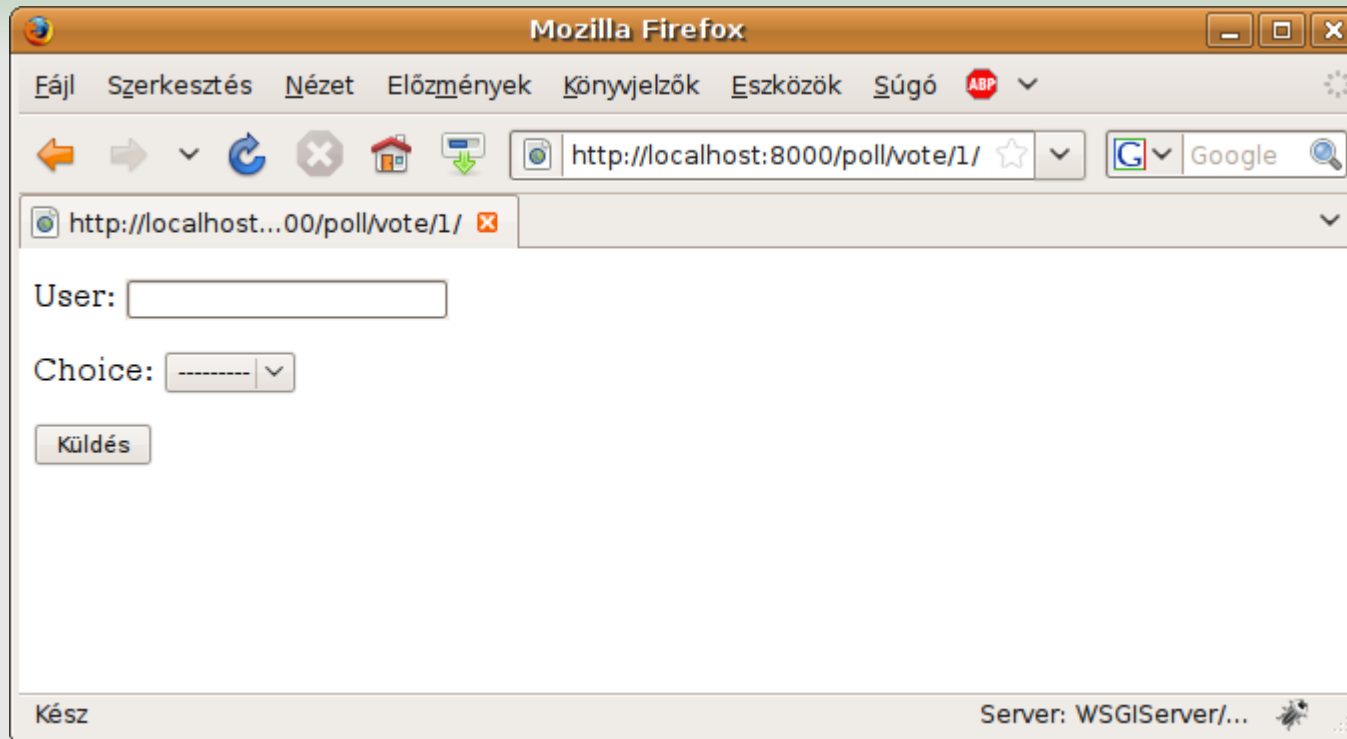 Mozilla Firefox
Fájl Szerkesztés Nézet Előzmények Könyvjelzők Eszközök Súgó ABP
http://localhost:8000/poll/vote/1/ G Google
http://localhost...00/poll/vote/1/
User:
Choice: ---------
Küldés
Kész Server: WSGIServer/...